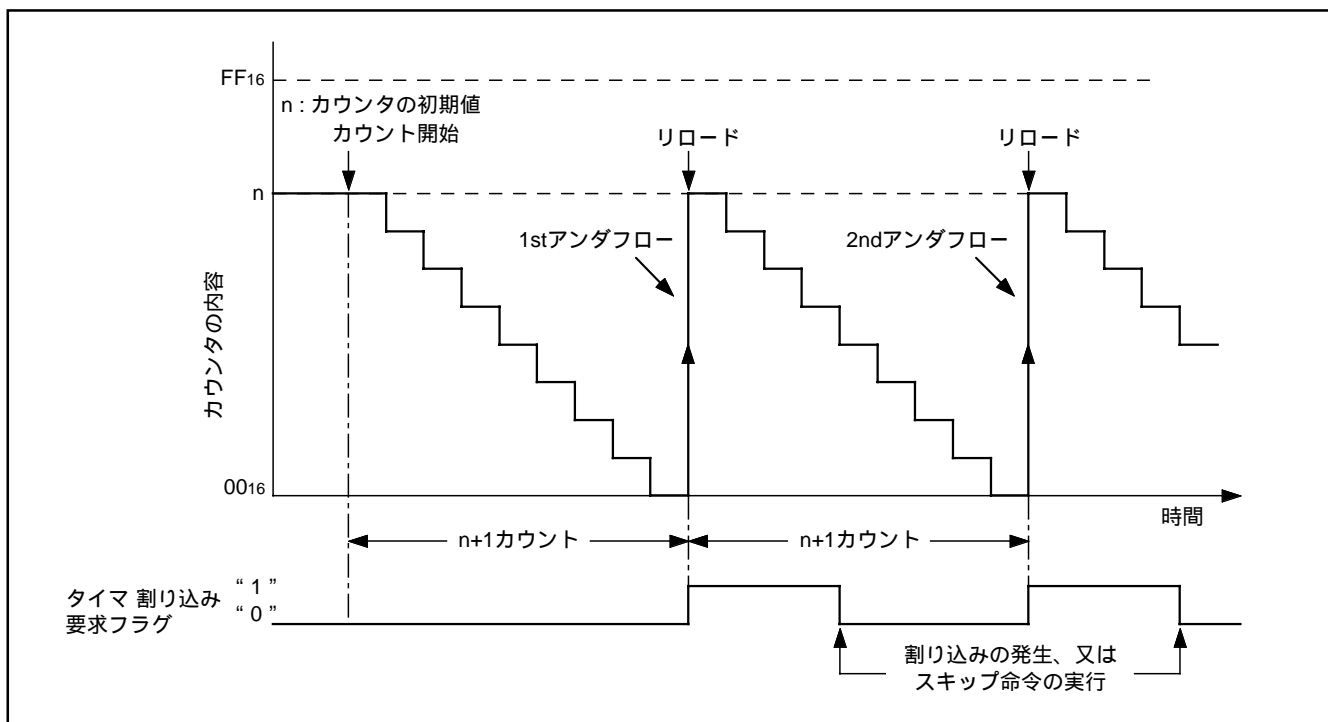 FF16
n : カウンタの初期値
カウント開始
リロード
リロード
n
1stアンダフロー
2ndアンダフロー
カウンタの内容
0016
時間
n+1カウント
n+1カウント
タイマ 割り込み
要求フラグ
“ 1 ”
“ 0 ”
割り込みの発生、又は
スキップ命令の実行